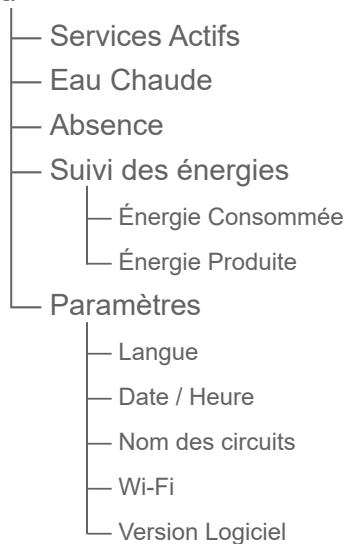 Services Actifs
Eau Chaude
Absence
Suivi des énergies
Énergie Consommée
Énergie Produite
Paramètres
Langue
Date / Heure
Nom des circuits
Wi-Fi
Version Logiciel